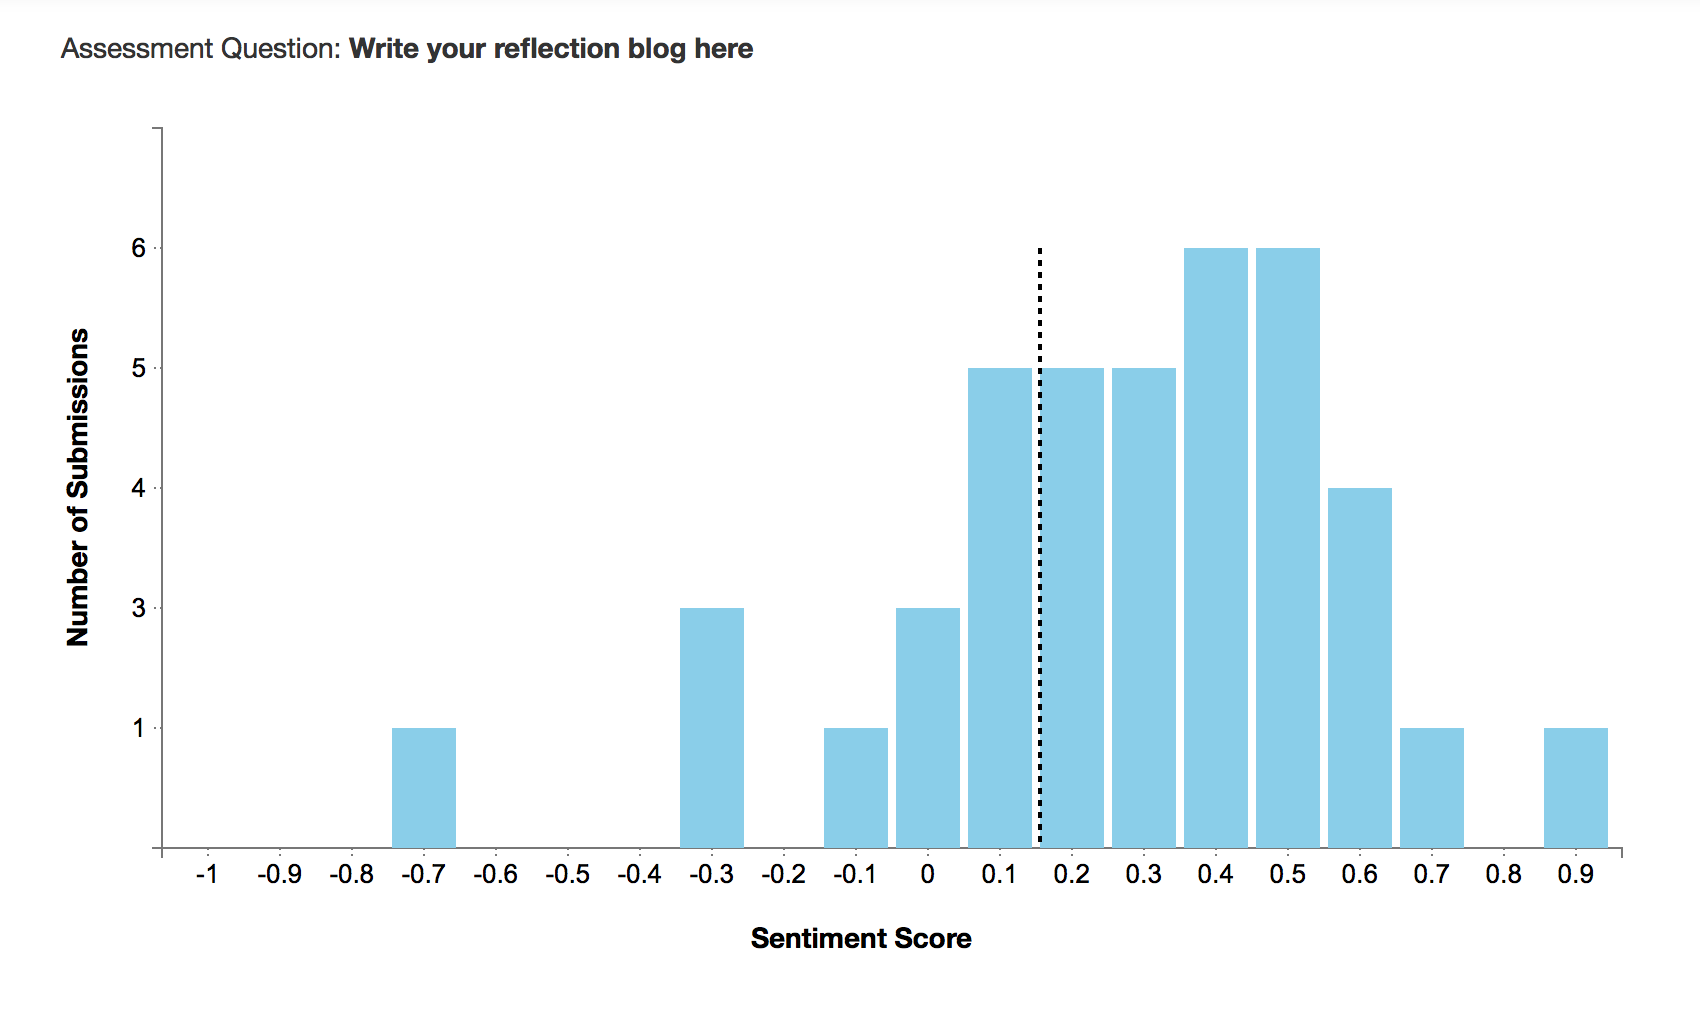 Assessment Question: Write your reflection blog here
6
5
4
3
1
Number of Submissions
-1 -0.9 -0.8 -0.7 -0.6 -0.5 -0.4 -0.3 -0.2 -0.1 0 0.1 0.2 0.3 0.4 0.5 0.6 0.7 0.8 0.9
Sentiment Score